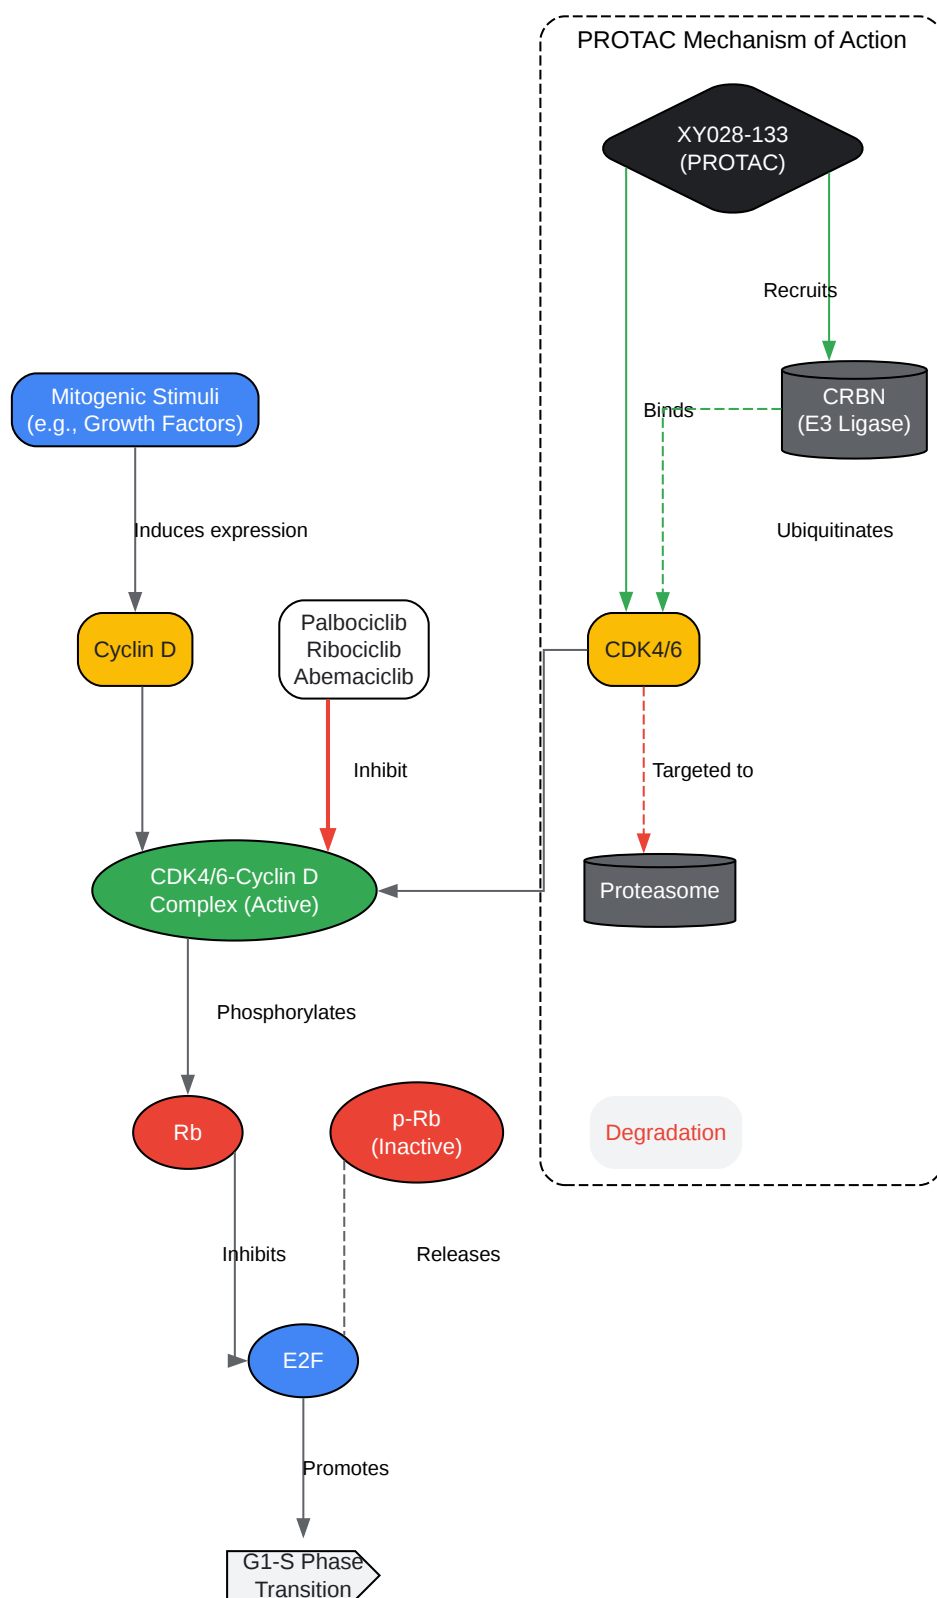 PROTAC Mechanism of Action
XY028-133
(PROTAC)
Recruits
CRBN
(E3 Ligase)
Mitogenic Stimuli
(e.g., Growth Factors)
Binds
Induces expression
Ubiquitinates
Cyclin D
Palbociclib
Ribociclib
Abemaciclib
CDK4/6
Inhibit
Targeted to
CDK4/6-Cyclin D
Complex (Active)
Proteasome
Phosphorylates
Rb
p-Rb
(Inactive)
Degradation
Inhibits
Releases
E2F
Promotes
G1-S Phase
Transition